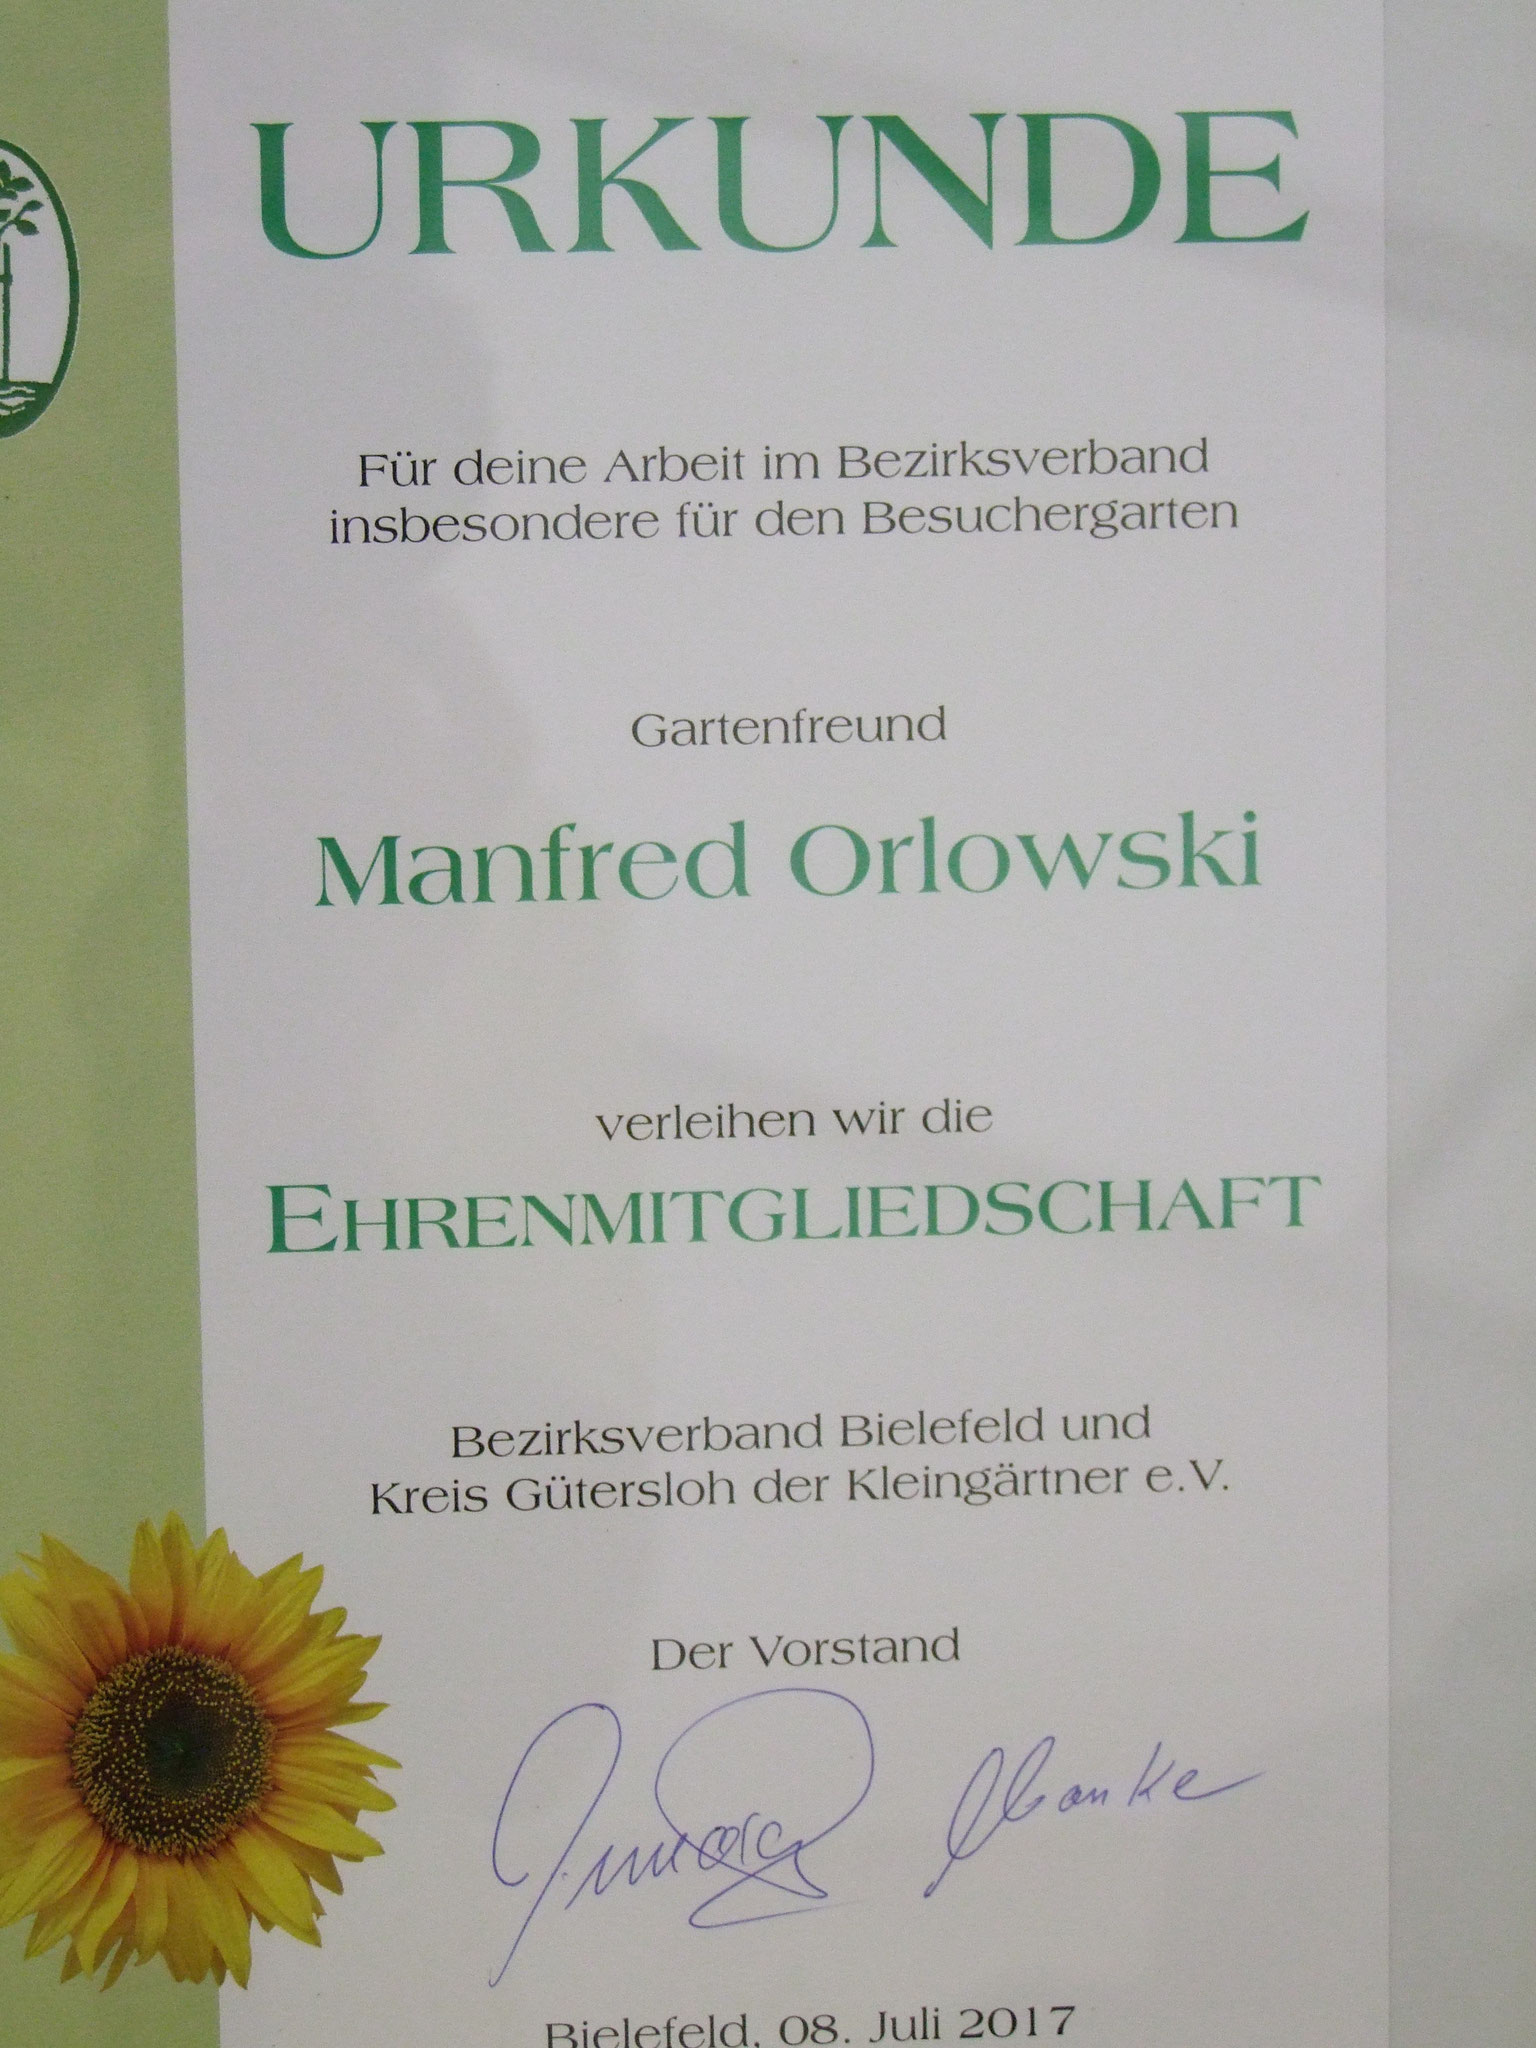 URKUNDE
Für deine Arbeit im Bezirksverband
insbesondere für den Besuchergarten
Gartenfreund
Manfred Orlowski
verleihen wir die
EHRENMITGLIEDSCHAFT
Bezirksverband Bielefeld und
Kreis Gütersloh der Kleingärtner e.V.
Der Vorstand
Bielefeld, 08. Juli 2017